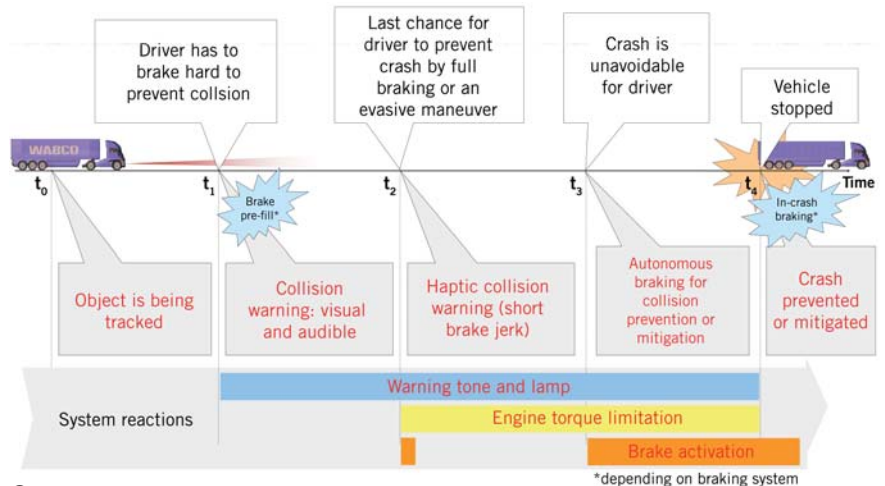 Driver has to
brake hard to
prevent collsion
Last chance for
driver to prevent
crash by full
braking or an
evasive maneuver
Crash is
unavoidable
for driver
Vehicle
stopped
WABCO
t0
t1
t2
t3
t4
Time
Brake
pre-fill*
In-crash
braking*
Object is being
tracked
Collision
warning: visual
and audible
Haptic collision
warning (short
brake jerk)
Autonomous
braking for
collision
prevention or
mitigation
Crash
prevented
or mitigated
System reactions
Warning tone and lamp
Engine torque limitation
Brake activation
*depending on braking system